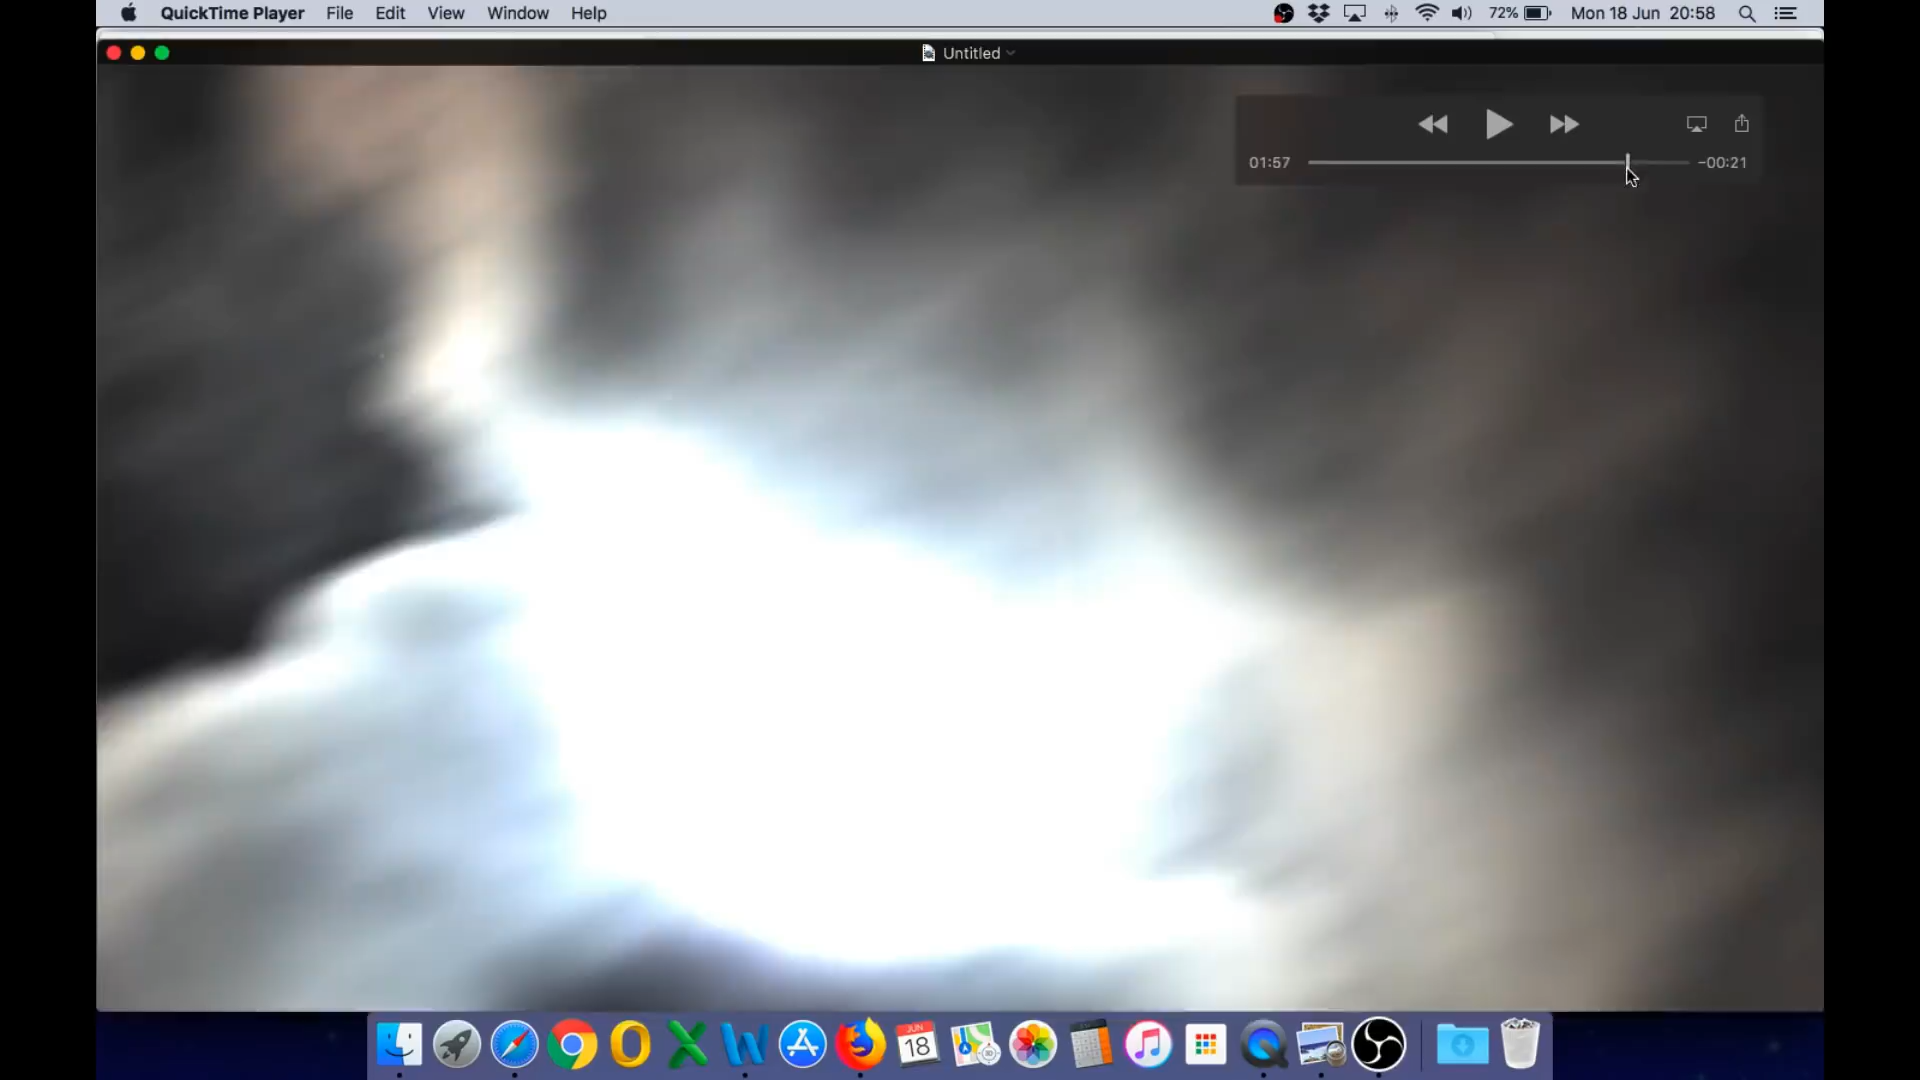 QuickTime Player File Edit View Window Help 72% Mon 18 Jun 20:58
Untitled
01:57 -00:21
JUN
18